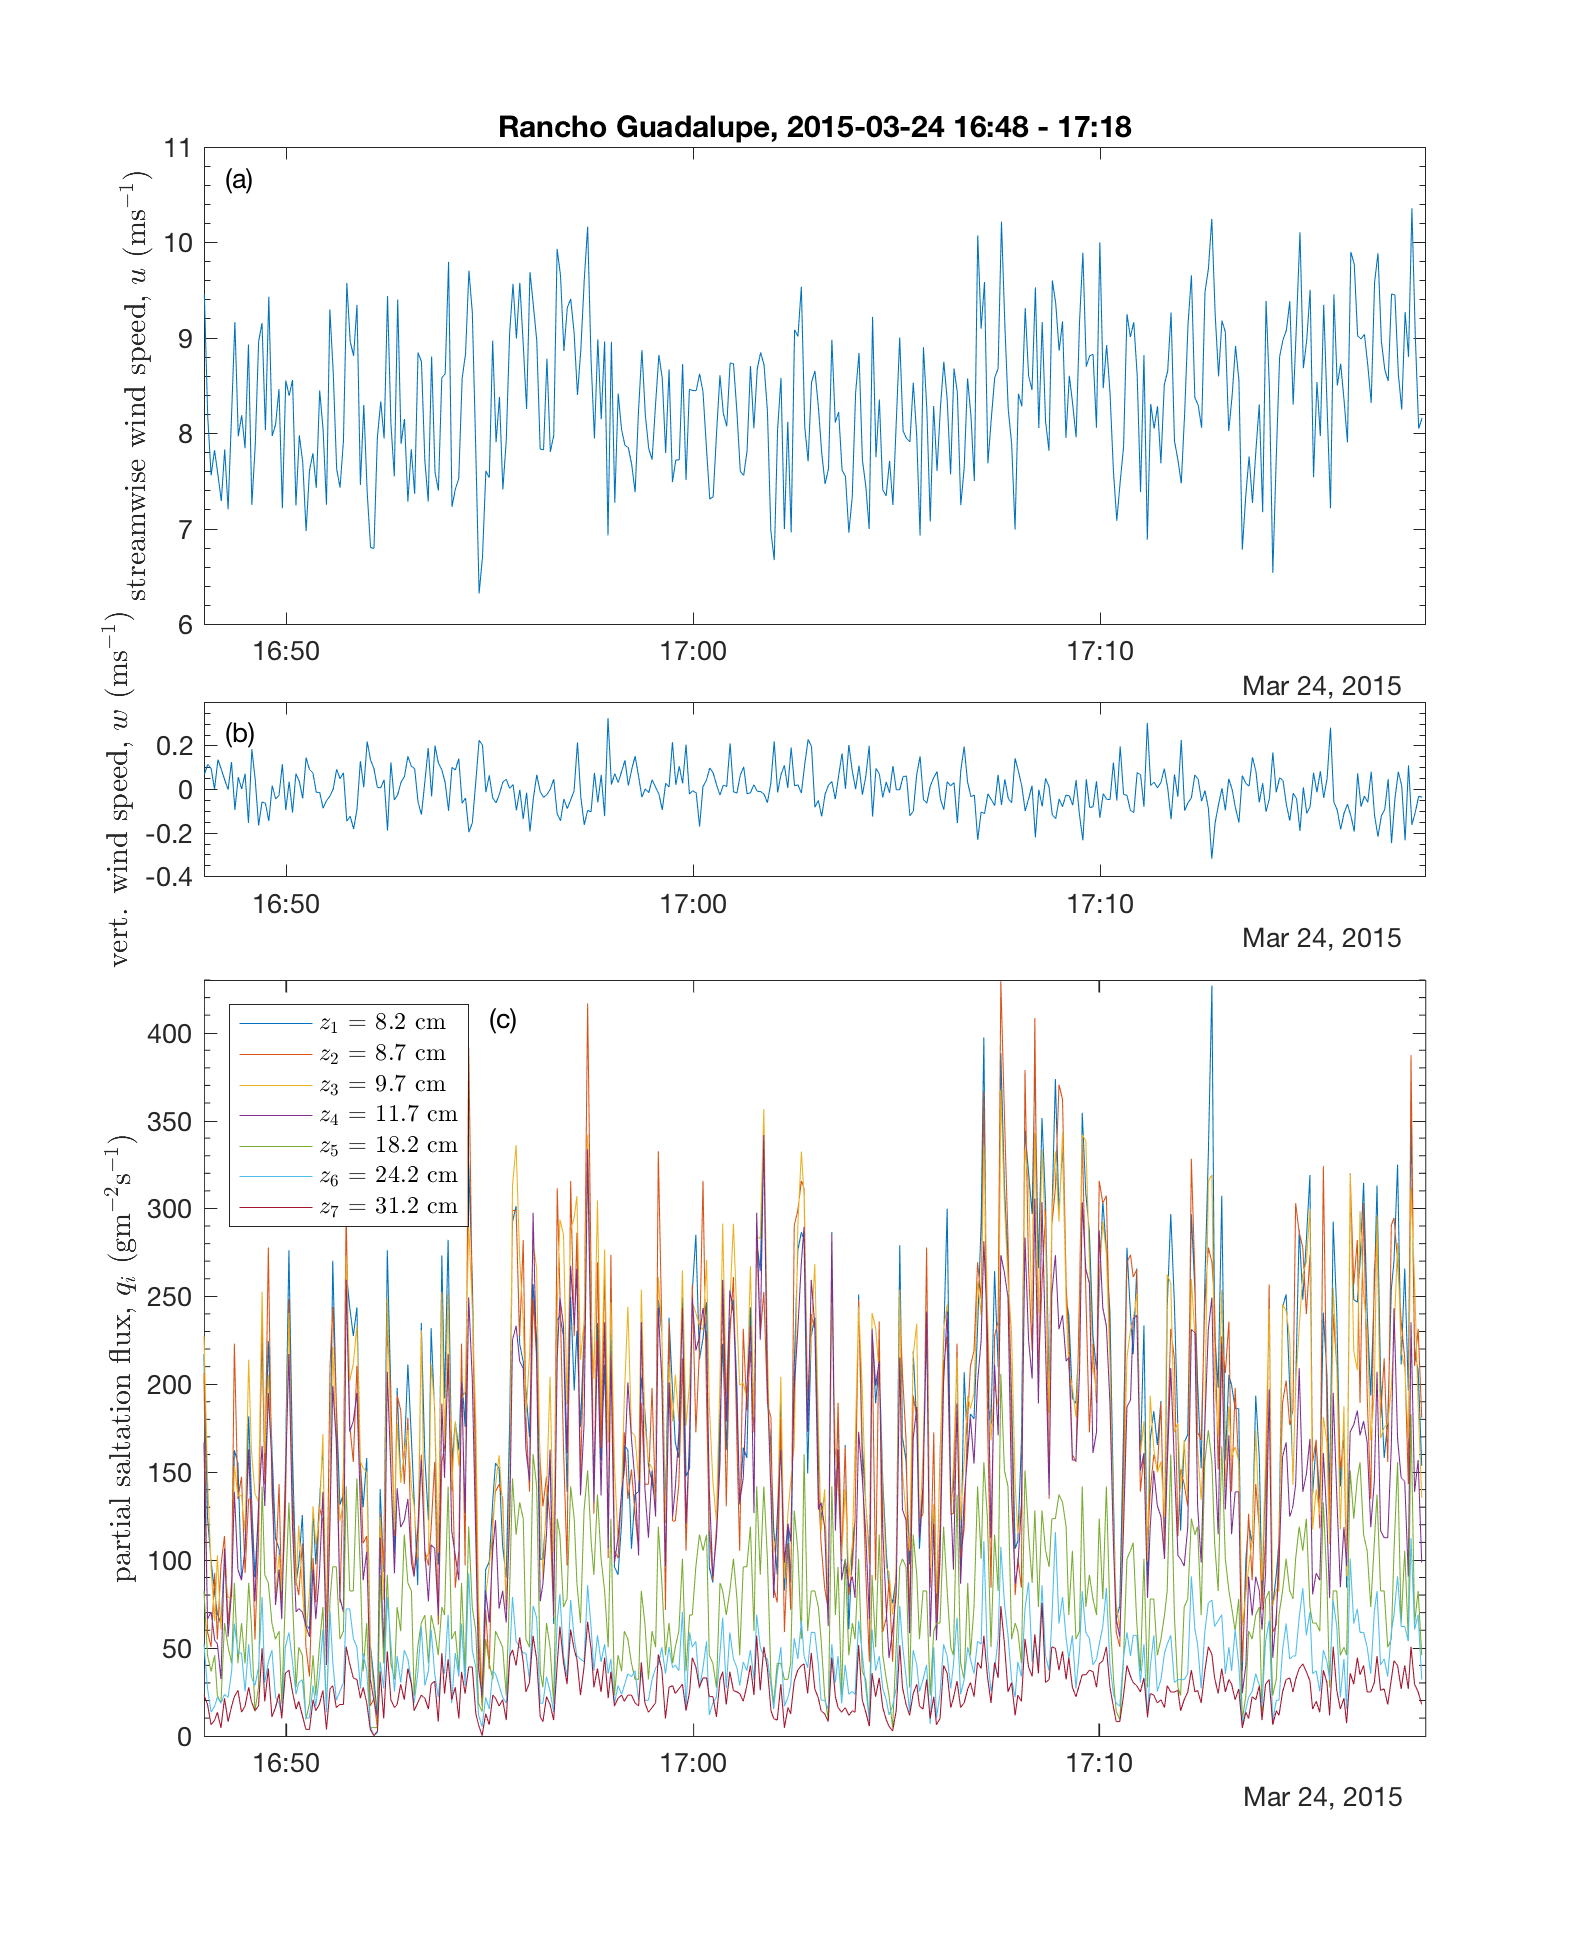 Rancho Guadalupe, 2015-03-24 16:48 - 17:18
(a)
streamwise wind speed, u (ms⁻¹)
11
10
9
8
7
6
16:50 17:00 17:10
Mar 24, 2015
(b)
vert. wind speed, w (ms⁻¹)
0.2
0
-0.2
-0.4
16:50 17:00 17:10
Mar 24, 2015
(c)
partial saltation flux, qᵢ (gm⁻²s⁻¹)
z₁ = 8.2 cm
z₂ = 8.7 cm
z₃ = 9.7 cm
z₄ = 11.7 cm
z₅ = 18.2 cm
z₆ = 24.2 cm
z₇ = 31.2 cm
400
350
300
250
200
150
100
50
0
16:50 17:00 17:10
Mar 24, 2015